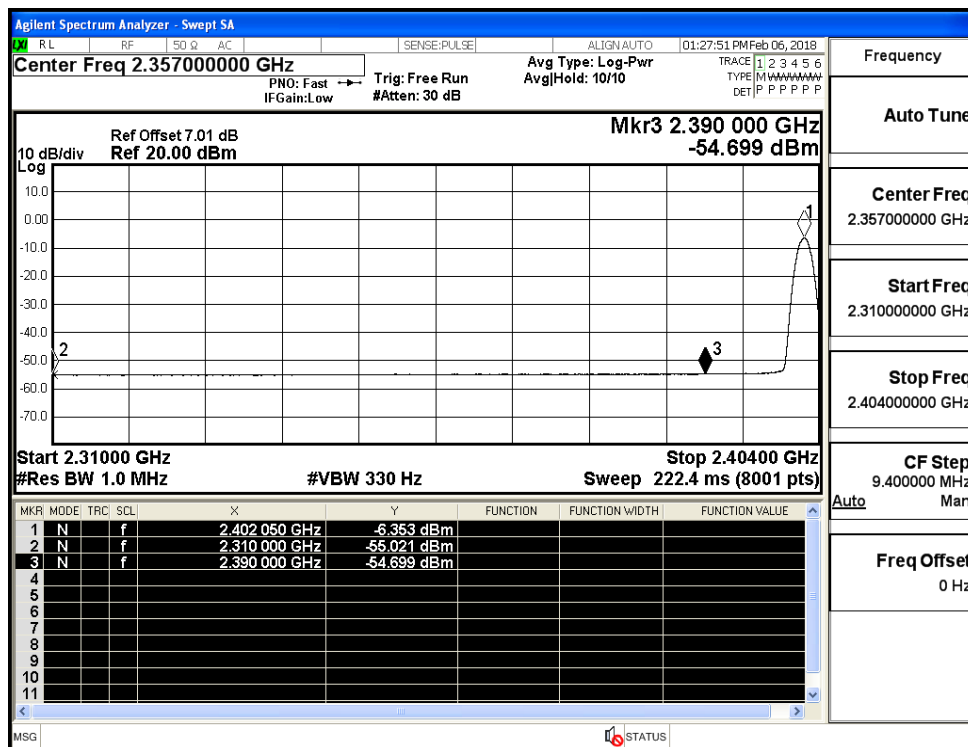 Agilent Spectrum Analyzer - Swept SA
LXI RL RF 50 Ω AC SENSE:PULSE ALIGN AUTO 01:27:51 PM Feb 06, 2018
Center Freq 2.357000000 GHz
PNO: Fast
IFGain:Low
Trig: Free Run
#Atten: 30 dB
Avg Type: Log-Pwr
Avg|Hold: 10/10
TRACE 1 2 3 4 5 6
TYPE M W W W W W
DET P P P P P P
Mkr3 2.390 000 GHz
-54.699 dBm
Ref Offset 7.01 dB
10 dB/div Ref 20.00 dBm
Log
10.0
0.00
-10.0
-20.0
-30.0
-40.0
-50.0
-60.0
-70.0
1
2
3
Start 2.31000 GHz Stop 2.40400 GHz
#Res BW 1.0 MHz #VBW 330 Hz Sweep 222.4 ms (8001 pts)
MKR MODE TRC SCL X Y FUNCTION FUNCTION WIDTH FUNCTION VALUE
1 N f 2.402 050 GHz -6.353 dBm
2 N f 2.310 000 GHz -55.021 dBm
3 N f 2.390 000 GHz -54.699 dBm
4
5
6
7
8
9
10
11
MSG STATUS
Frequency
Auto Tune
Center Freq
2.357000000 GHz
Start Freq
2.310000000 GHz
Stop Freq
2.404000000 GHz
CF Step
9.400000 MHz
Auto Man
Freq Offset
0 Hz